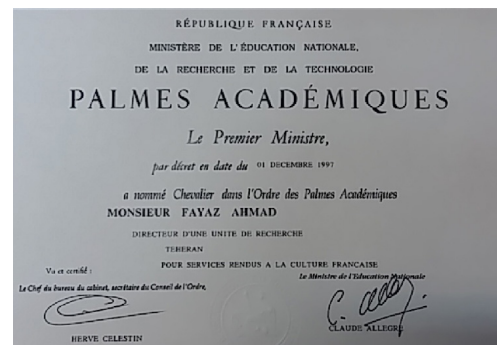 RÉPUBLIQUE FRANÇAISE
MINISTÈRE DE L'ÉDUCATION NATIONALE,
DE LA RECHERCHE ET DE LA TECHNOLOGIE
PALMES ACADÉMIQUES
Le Premier Ministre,
par décret en date du 01 DECEMBRE 1997
a nommé Chevalier dans l'Ordre des Palmes Académiques
MONSIEUR FAYAZ AHMAD
DIRECTEUR D'UNE UNITE DE RECHERCHE
TEHERAN
POUR SERVICES RENDUS A LA CULTURE FRANCAISE
Vu et certifié :
Le Chef du bureau du cabinet, secrétaire du Conseil de l'Ordre,
HERVE CELESTIN
Le Ministre de l'Education Nationale
C. All.
CLAUDE ALLEGRE